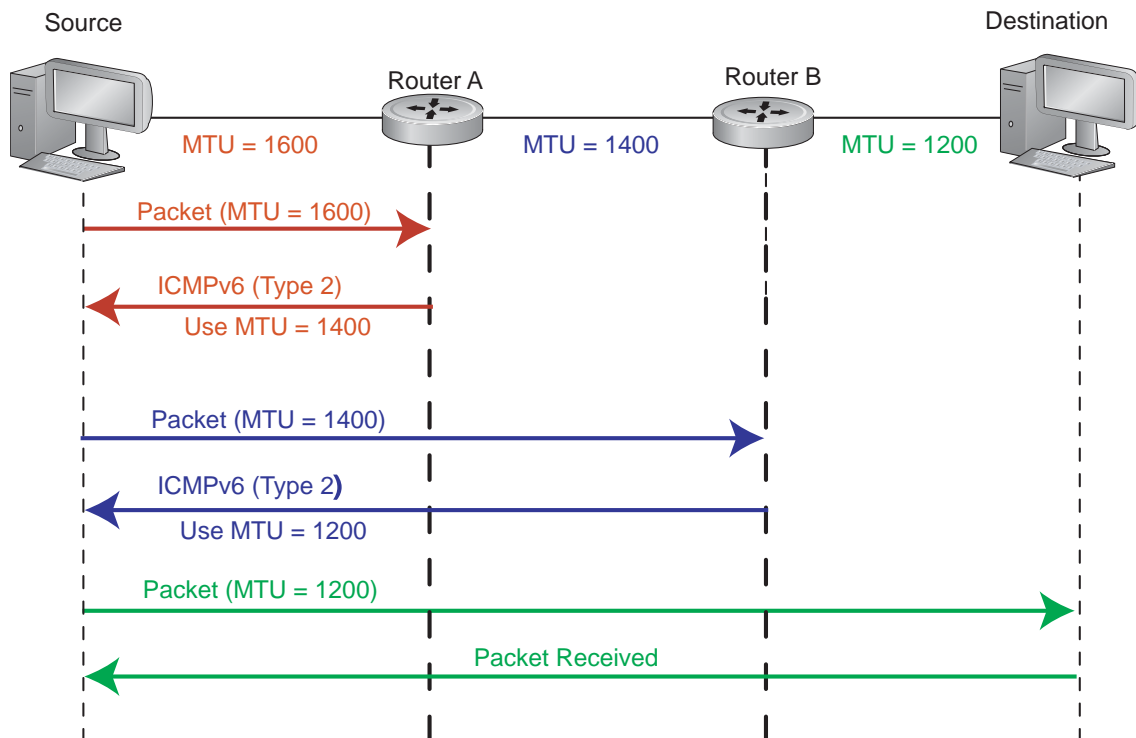 Source
Destination
Router A
Router B
MTU = 1600
MTU = 1400
MTU = 1200
Packet (MTU = 1600)
ICMPv6 (Type 2)
Use MTU = 1400
Packet (MTU = 1400)
ICMPv6 (Type 2)
Use MTU = 1200
Packet (MTU = 1200)
Packet Received